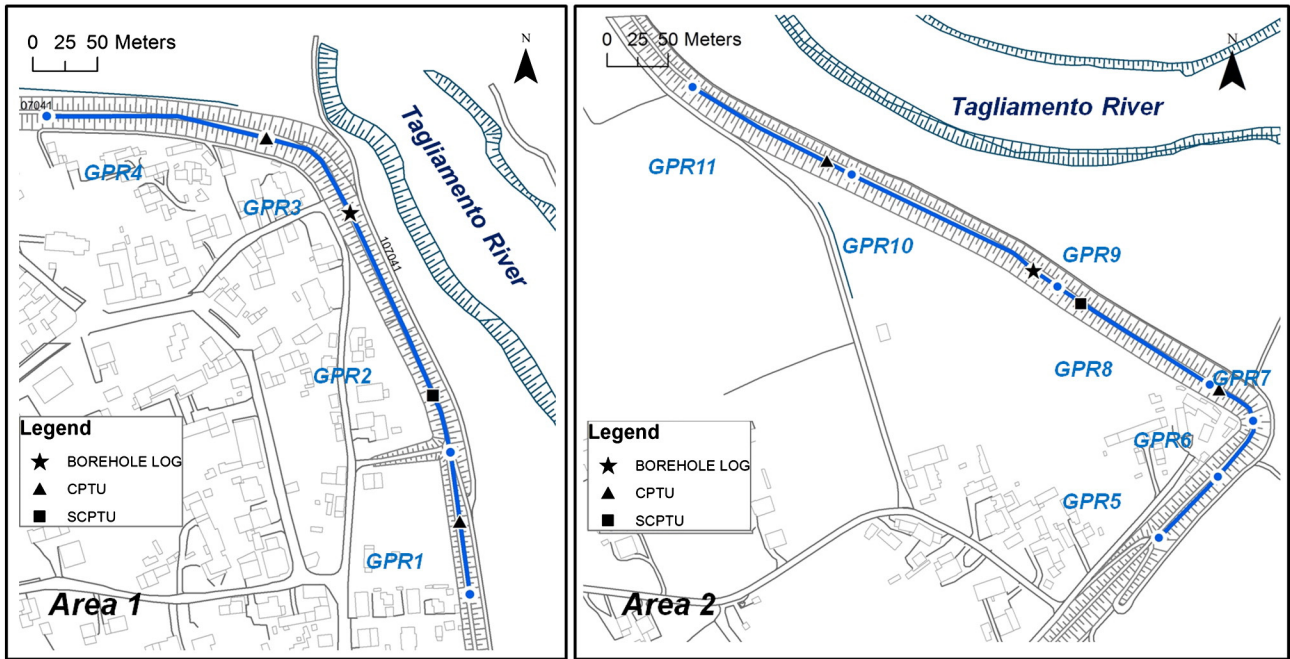 0 25 50 Meters
N
07041
GPR4
GPR3
107041
Tagliamento River
GPR2
Legend
BOREHOLE LOG
CPTU
SCPTU
GPR1
Area 1
0 25 50 Meters
N
Tagliamento River
GPR11
GPR10
GPR9
GPR8
GPR7
GPR6
Legend
BOREHOLE LOG
CPTU
SCPTU
GPR5
Area 2